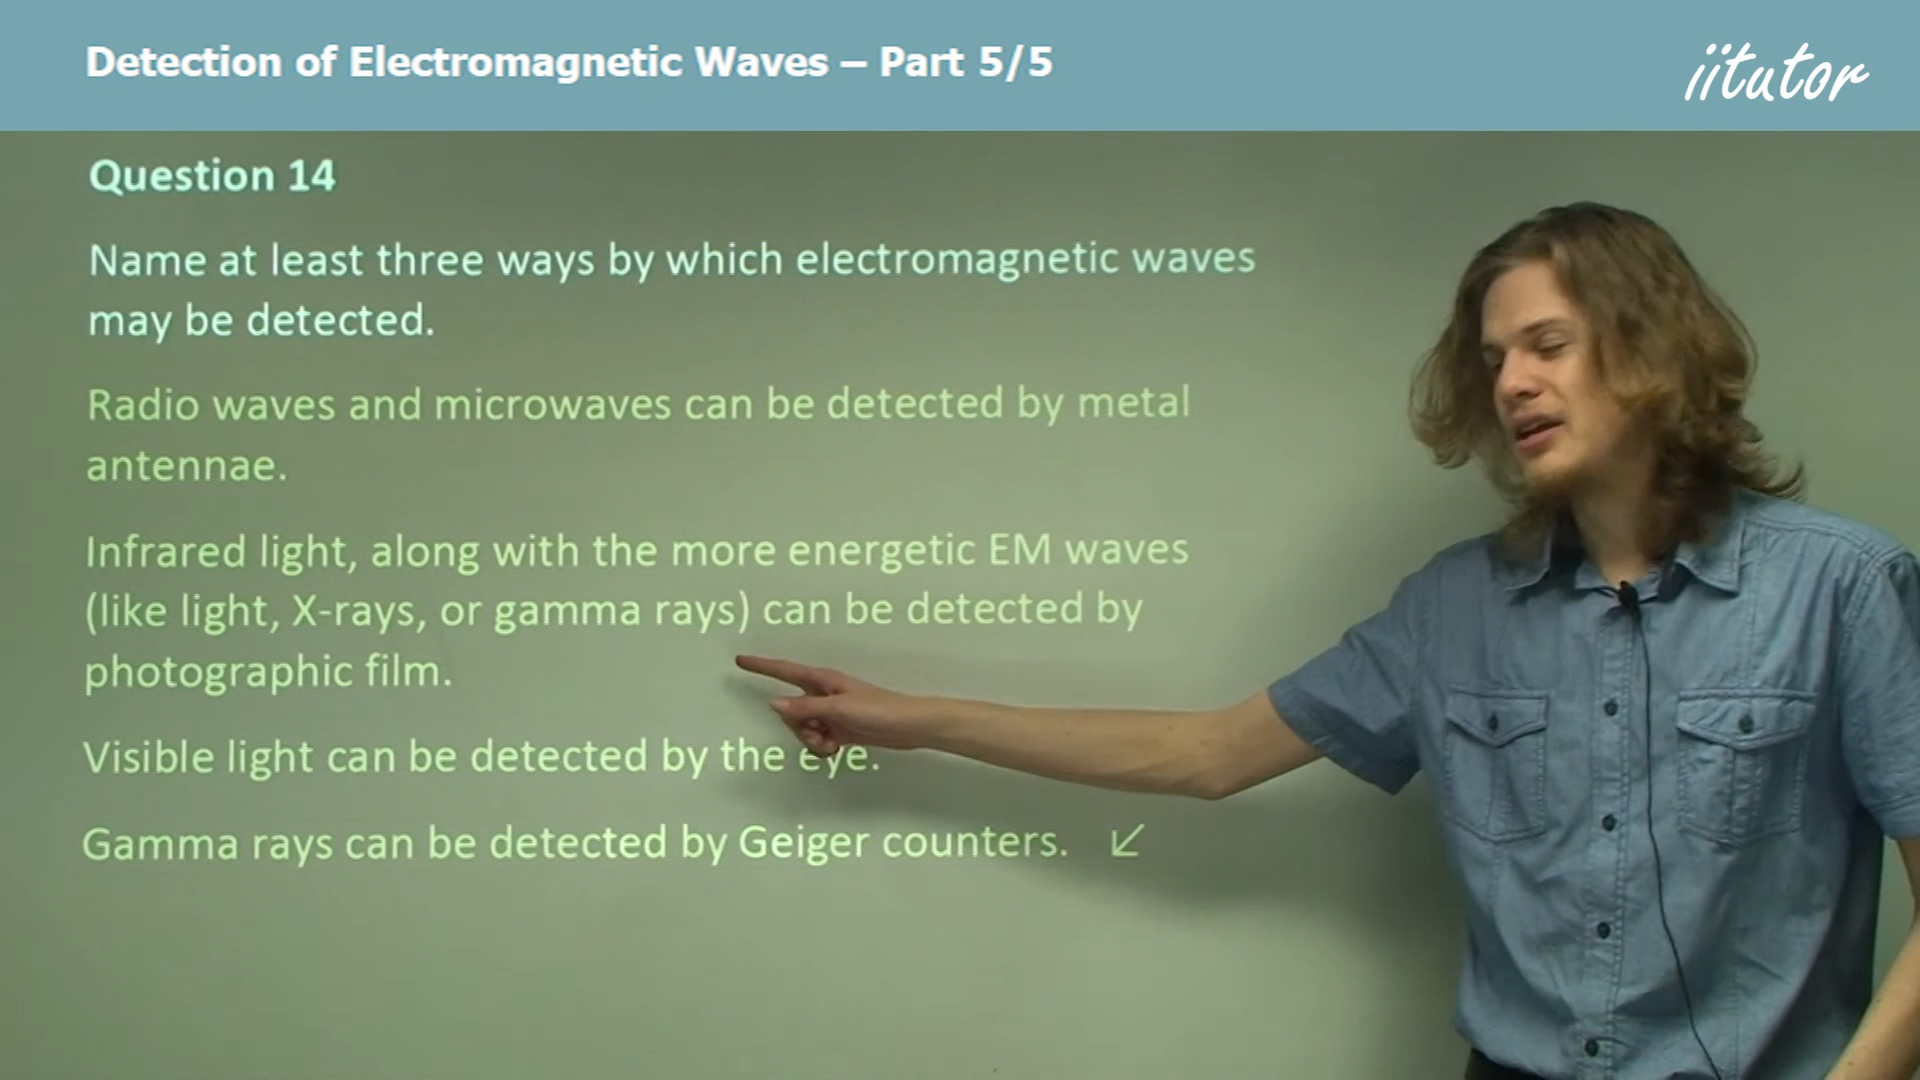 Detection of Electromagnetic Waves – Part 5/5
iitutor
Question 14
Name at least three ways by which electromagnetic waves
may be detected.
Radio waves and microwaves can be detected by metal
antennae.
Infrared light, along with the more energetic EM waves
(like light, X-rays, or gamma rays) can be detected by
photographic film.
Visible light can be detected by the eye.
Gamma rays can be detected by Geiger counters.